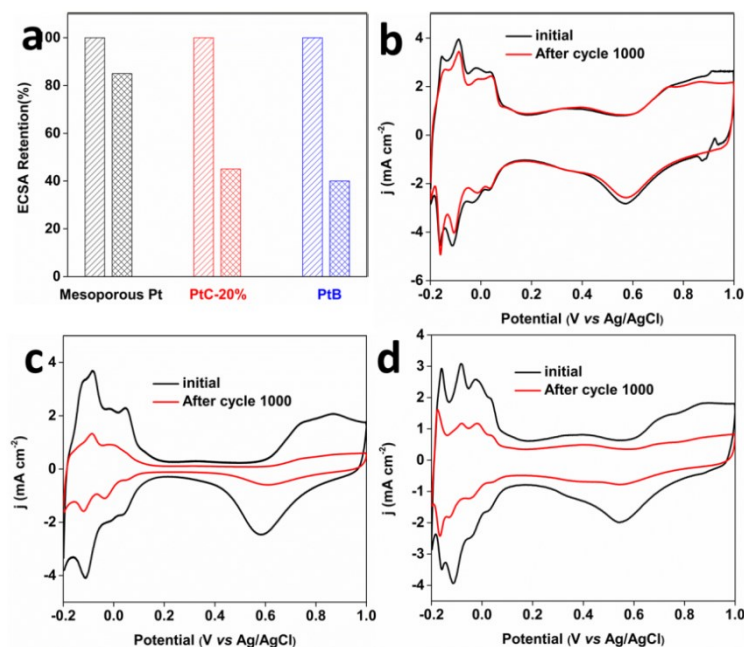 a
ECSA Retention(%)
00
80
60
40
20
0
Mesoporous Pt
PtC-20%
PtB
b
initial
After cycle 1000
j (mA cm-2)
4
2
0
-2
-4
-6
-0.2 0.0 0.2 0.4 0.6 0.8 1.0
Potential (V vs Ag/AgCl)
c
initial
After cycle 1000
j (mA cm-2)
4
2
0
-2
-4
-0.2 0.0 0.2 0.4 0.6 0.8 1.0
Potential (V vs Ag/AgCl)
d
initial
After cycle 1000
j (mA cm-2)
4
3
2
1
0
-1
-2
-3
-4
-0.2 0.2 0.0 0.4 0.6 0.8 1.0
Potential (V vs Ag/AgCl)